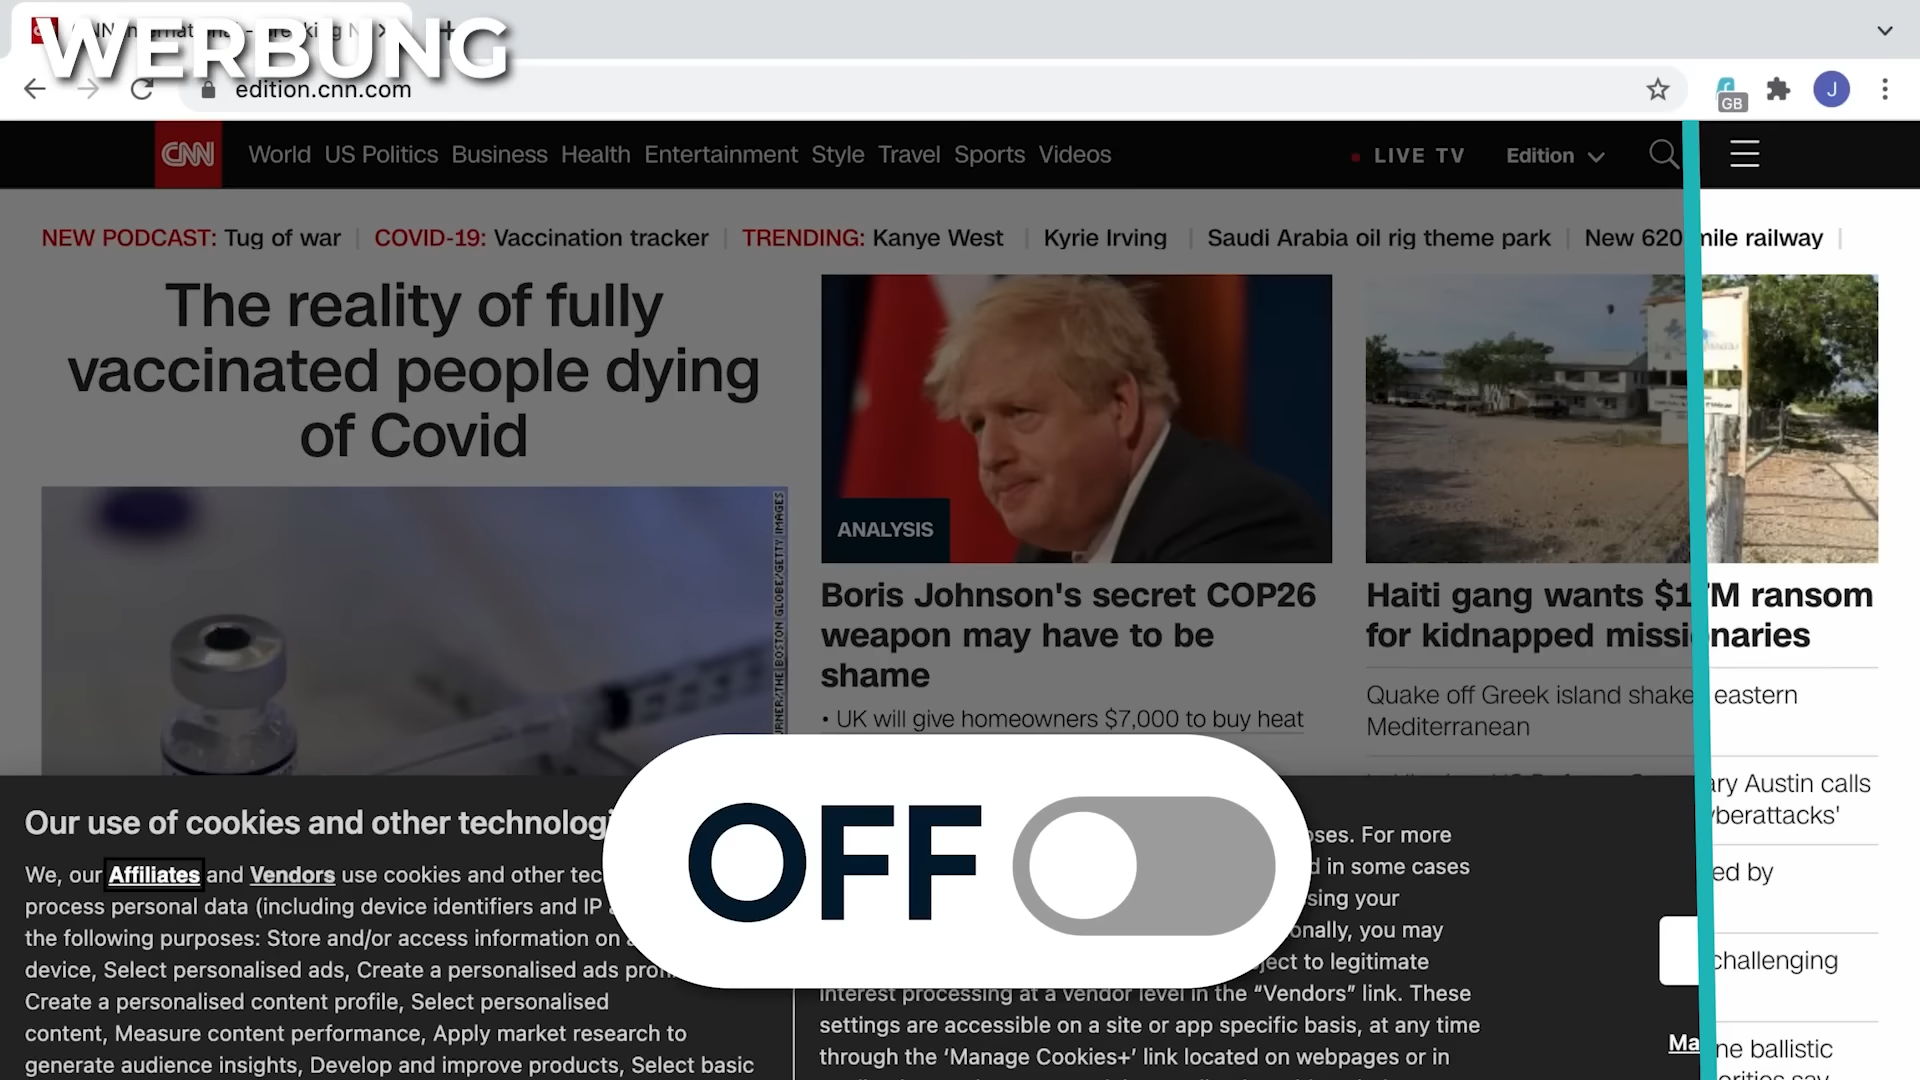 WERBUNG
edition.cnn.com
GB
J
CNN
World US Politics Business Health Entertainment Style Travel Sports Videos
LIVE TV
Edition
NEW PODCAST: Tug of war
COVID-19: Vaccination tracker
TRENDING: Kanye West
Kyrie Irving
Saudi Arabia oil rig theme park
New 620 mile railway
The reality of fully
vaccinated people dying
of Covid
THE BOSTON GLOBE/GETTY IMAGES
ANALYSIS
Boris Johnson's secret COP26
weapon may have to be
shame
• UK will give homeowners $7,000 to buy heat
Haiti gang wants $17M ransom
for kidnapped missionaries
Quake off Greek island shakes eastern
Mediterranean
Austin calls
challenging
ne ballistic
Our use of cookies and other technologi
We, our Affiliates and Vendors use cookies and other tec
process personal data (including device identifiers and IP
the following purposes: Store and/or access information on
device, Select personalised ads, Create a personalised ads
Create a personalised content profile, Select personalised
content, Measure content performance, Apply market research to
generate audience insights, Develop and improve products, Select basic
oses. For more
in some cases
sing your
onally, you may
ject to legitimate
interest processing at a vendor level in the “Vendors” link. These
settings are accessible on a site or app specific basis, at any time
through the ‘Manage Cookies+’ link located on webpages or in
OFF